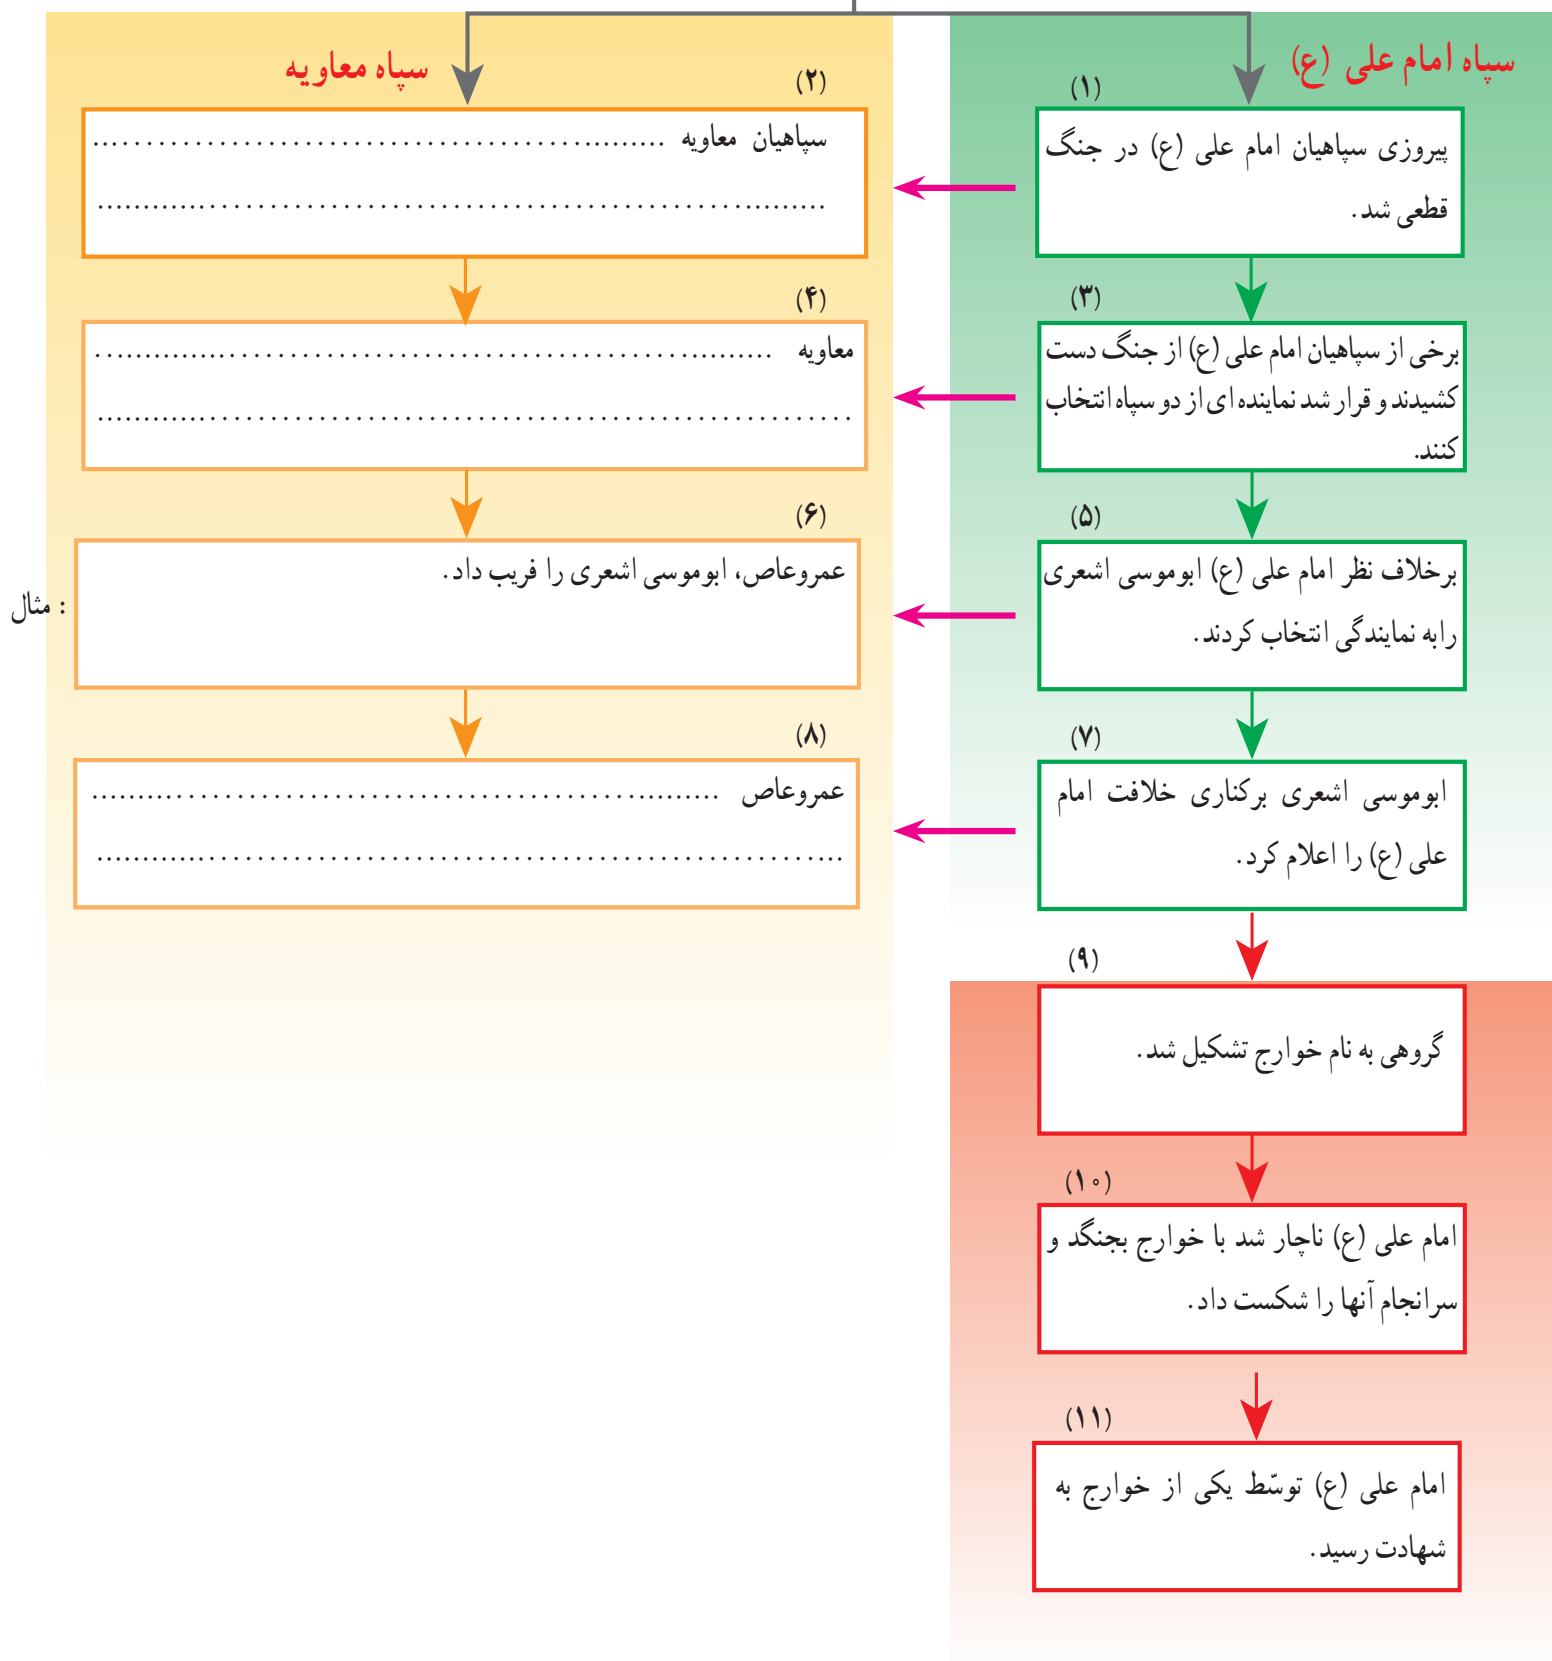 سپاه امام علی (ع)
سپاه معاویه
(۱)
پیروزی سپاهیان امام علی (ع) در جنگ
قطعی شد.
(۲)
سپاهیان معاویه ..........................................................
..........................................................................
(۳)
برخی از سپاهیان امام علی (ع) از جنگ دست
کشیدند و قرار شد نماینده ای از دو سپاه انتخاب
کنند.
(۴)
معاویه ....................................................................
............................................................................
(۵)
برخلاف نظر امام علی (ع) ابوموسی اشعری
رابه نمایندگی انتخاب کردند.
(۶)
عمروعاص، ابوموسی اشعری را فریب داد.
مثال :
(۷)
ابوموسی اشعری برکناری خلافت امام
علی (ع) را اعلام کرد.
(۸)
عمروعاص ...............................................................
............................................................................
(۹)
گروهی به نام خوارج تشکیل شد.
(۱۰)
امام علی (ع) ناچار شد با خوارج بجنگد و
سرانجام آنها را شکست داد.
(۱۱)
امام علی (ع) توسّط یکی از خوارج به
شهادت رسید.